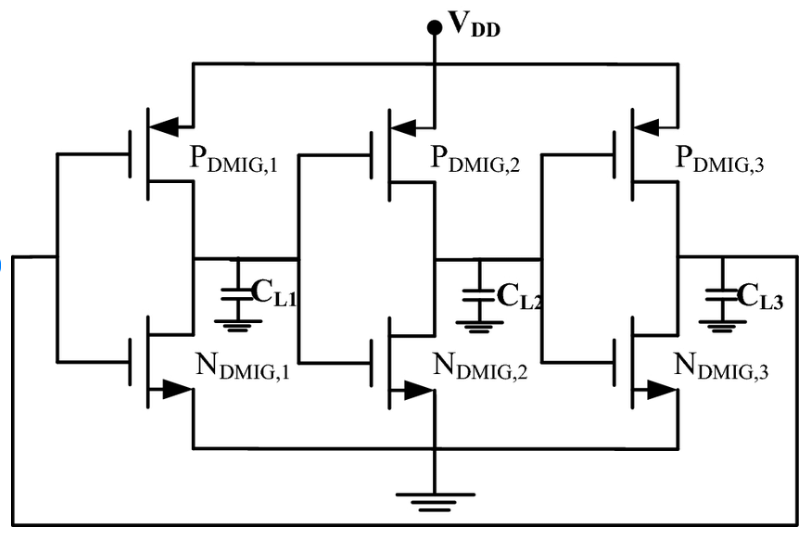 VDD
PDMIG,1
PDMIG,2
PDMIG,3
CL1
CL2
CL3
NDMIG,1
NDMIG,2
NDMIG,3